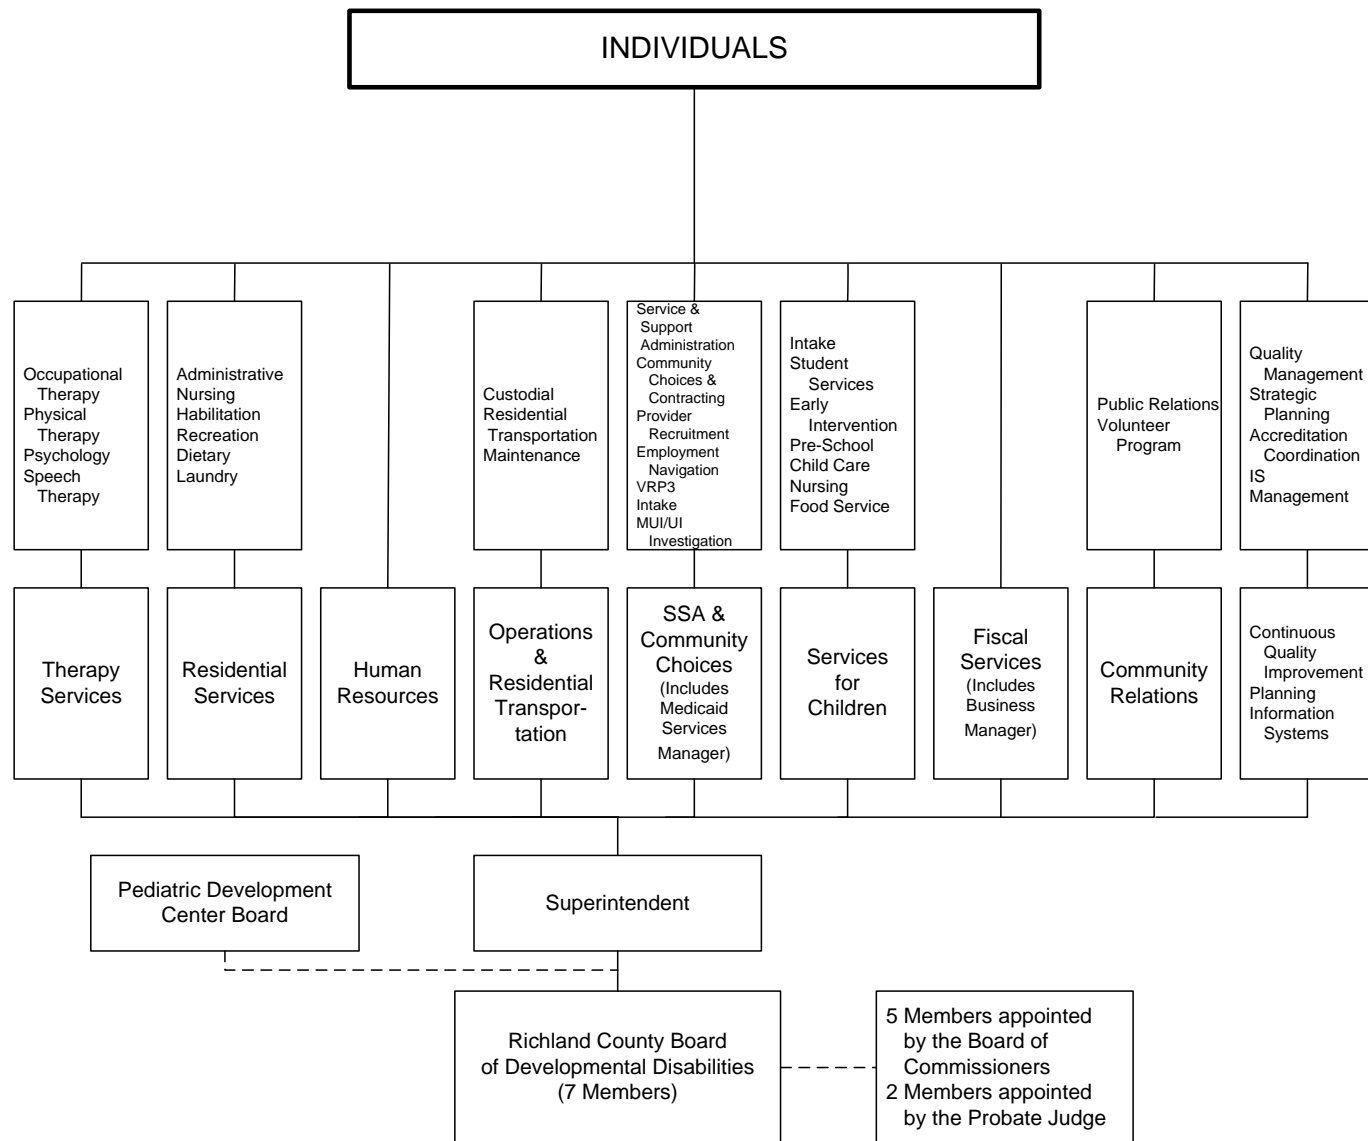 INDIVIDUALS
Occupational
Therapy
Physical
Therapy
Psychology
Speech
Therapy
Administrative
Nursing
Habilitation
Recreation
Dietary
Laundry
Custodial
Residential
Transportation
Maintenance
Service &
Support
Administration
Community
Choices &
Contracting
Provider
Recruitment
Employment
Navigation
VRP3
Intake
MUI/UI
Investigation
Intake
Student
Services
Early
Intervention
Pre-School
Child Care
Nursing
Food Service
Public Relations
Volunteer
Program
Quality
Management
Strategic
Planning
Accreditation
Coordination
IS
Management
Therapy
Services
Residential
Services
Human
Resources
Operations
&
Residential
Transpor-
tation
SSA &
Community
Choices
(Includes
Medicaid
Services
Manager)
Services
for
Children
Fiscal
Services
(Includes
Business
Manager)
Community
Relations
Continuous
Quality
Improvement
Planning
Information
Systems
Pediatric Development
Center Board
Superintendent
Richland County Board
of Developmental Disabilities
(7 Members)
5 Members appointed
by the Board of
Commissioners
2 Members appointed
by the Probate Judge